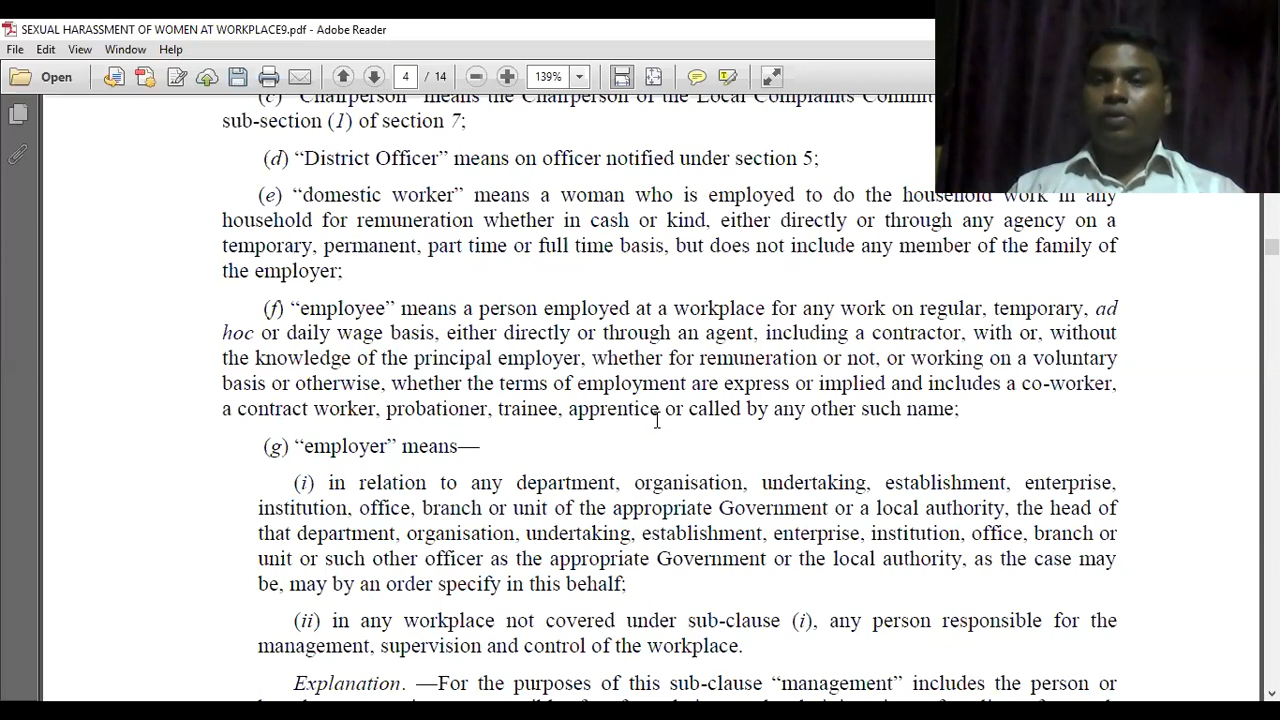 SEXUAL HARASSMENT OF WOMEN AT WORKPLACE9.pdf - Adobe Reader
File Edit View Window Help
Open 4 / 14 139%
(c) “Chairperson” means the Chairperson of the Local Complaints
sub-section (1) of section 7;
(d) “District Officer” means on officer notified under section 5;
(e) “domestic worker” means a woman who is employed to do the household work in any
household for remuneration whether in cash or kind, either directly or through any agency on a
temporary, permanent, part time or full time basis, but does not include any member of the family of
the employer;
(f) “employee” means a person employed at a workplace for any work on regular, temporary, ad
hoc or daily wage basis, either directly or through an agent, including a contractor, with or, without
the knowledge of the principal employer, whether for remuneration or not, or working on a voluntary
basis or otherwise, whether the terms of employment are express or implied and includes a co-worker,
a contract worker, probationer, trainee, apprentice or called by any other such name;
(g) “employer” means—
(i) in relation to any department, organisation, undertaking, establishment, enterprise,
institution, office, branch or unit of the appropriate Government or a local authority, the head of
that department, organisation, undertaking, establishment, enterprise, institution, office, branch or
unit or such other officer as the appropriate Government or the local authority, as the case may
be, may by an order specify in this behalf;
(ii) in any workplace not covered under sub-clause (i), any person responsible for the
management, supervision and control of the workplace.
Explanation. —For the purposes of this sub-clause “management” includes the person or